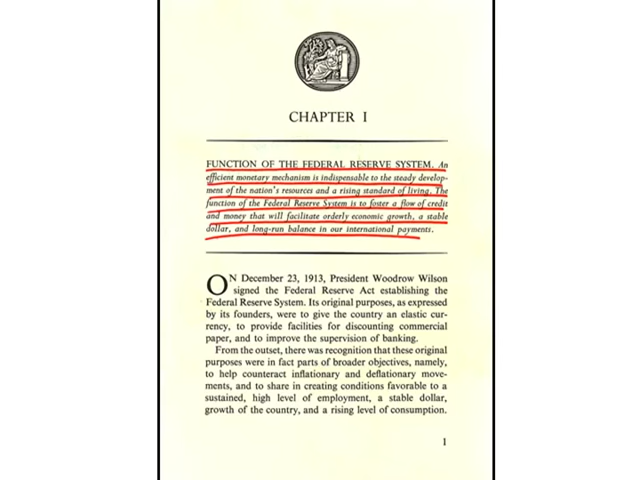 CHAPTER I
FUNCTION OF THE FEDERAL RESERVE SYSTEM. An
efficient monetary mechanism is indispensable to the steady develop-
ment of the nation's resources and a rising standard of living. The
function of the Federal Reserve System is to foster a flow of credit
and money that will facilitate orderly economic growth, a stable
dollar, and long-run balance in our international payments.
ON December 23, 1913, President Woodrow Wilson
signed the Federal Reserve Act establishing the
Federal Reserve System. Its original purposes, as expressed
by its founders, were to give the country an elastic cur-
rency, to provide facilities for discounting commercial
paper, and to improve the supervision of banking.
From the outset, there was recognition that these original
purposes were in fact parts of broader objectives, namely,
to help counteract inflationary and deflationary move-
ments, and to share in creating conditions favorable to a
sustained, high level of employment, a stable dollar,
growth of the country, and a rising level of consumption.
1